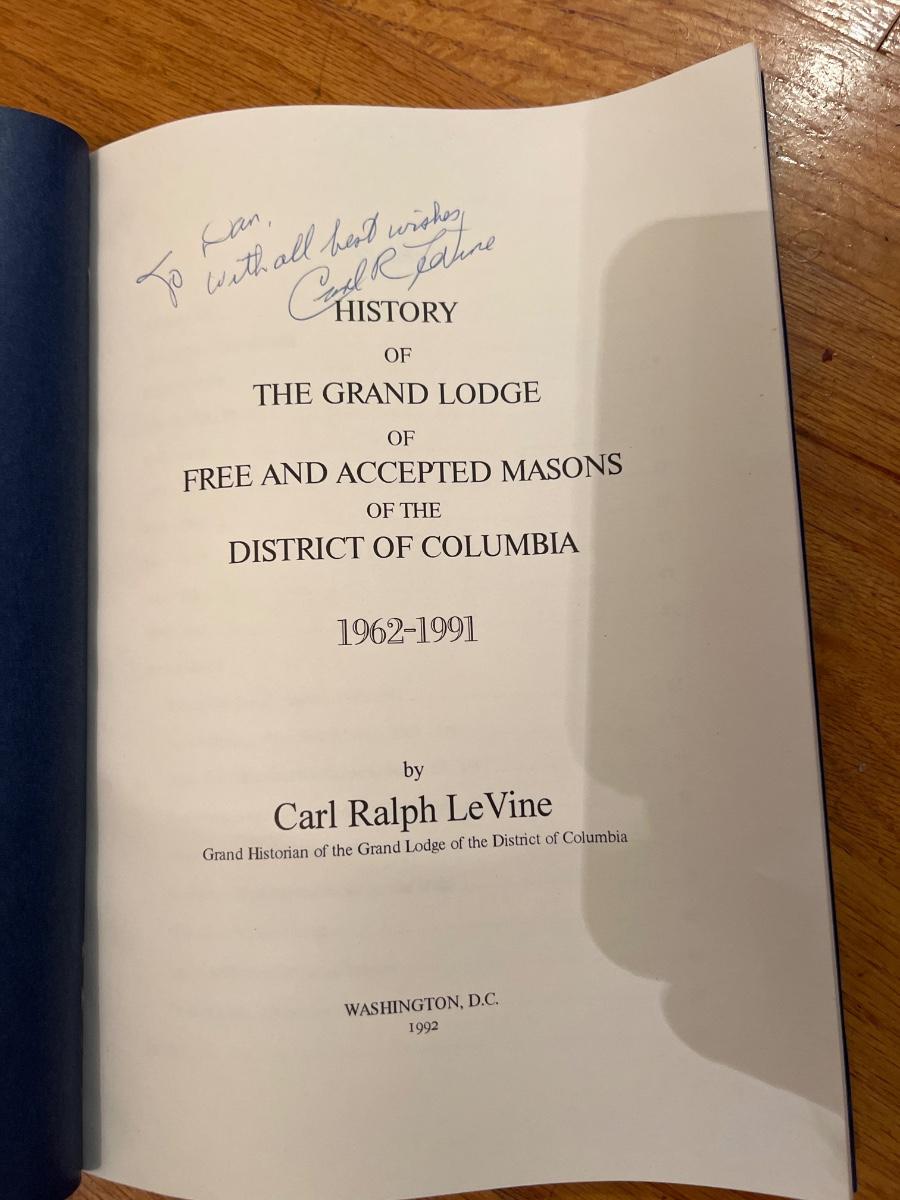 To Dan,
with all best wishes,
Carl R LeVine
HISTORY
OF
THE GRAND LODGE
OF
FREE AND ACCEPTED MASONS
OF THE
DISTRICT OF COLUMBIA
1962-1991
by
Carl Ralph LeVine
Grand Historian of the Grand Lodge of the District of Columbia
WASHINGTON, D.C.
1992